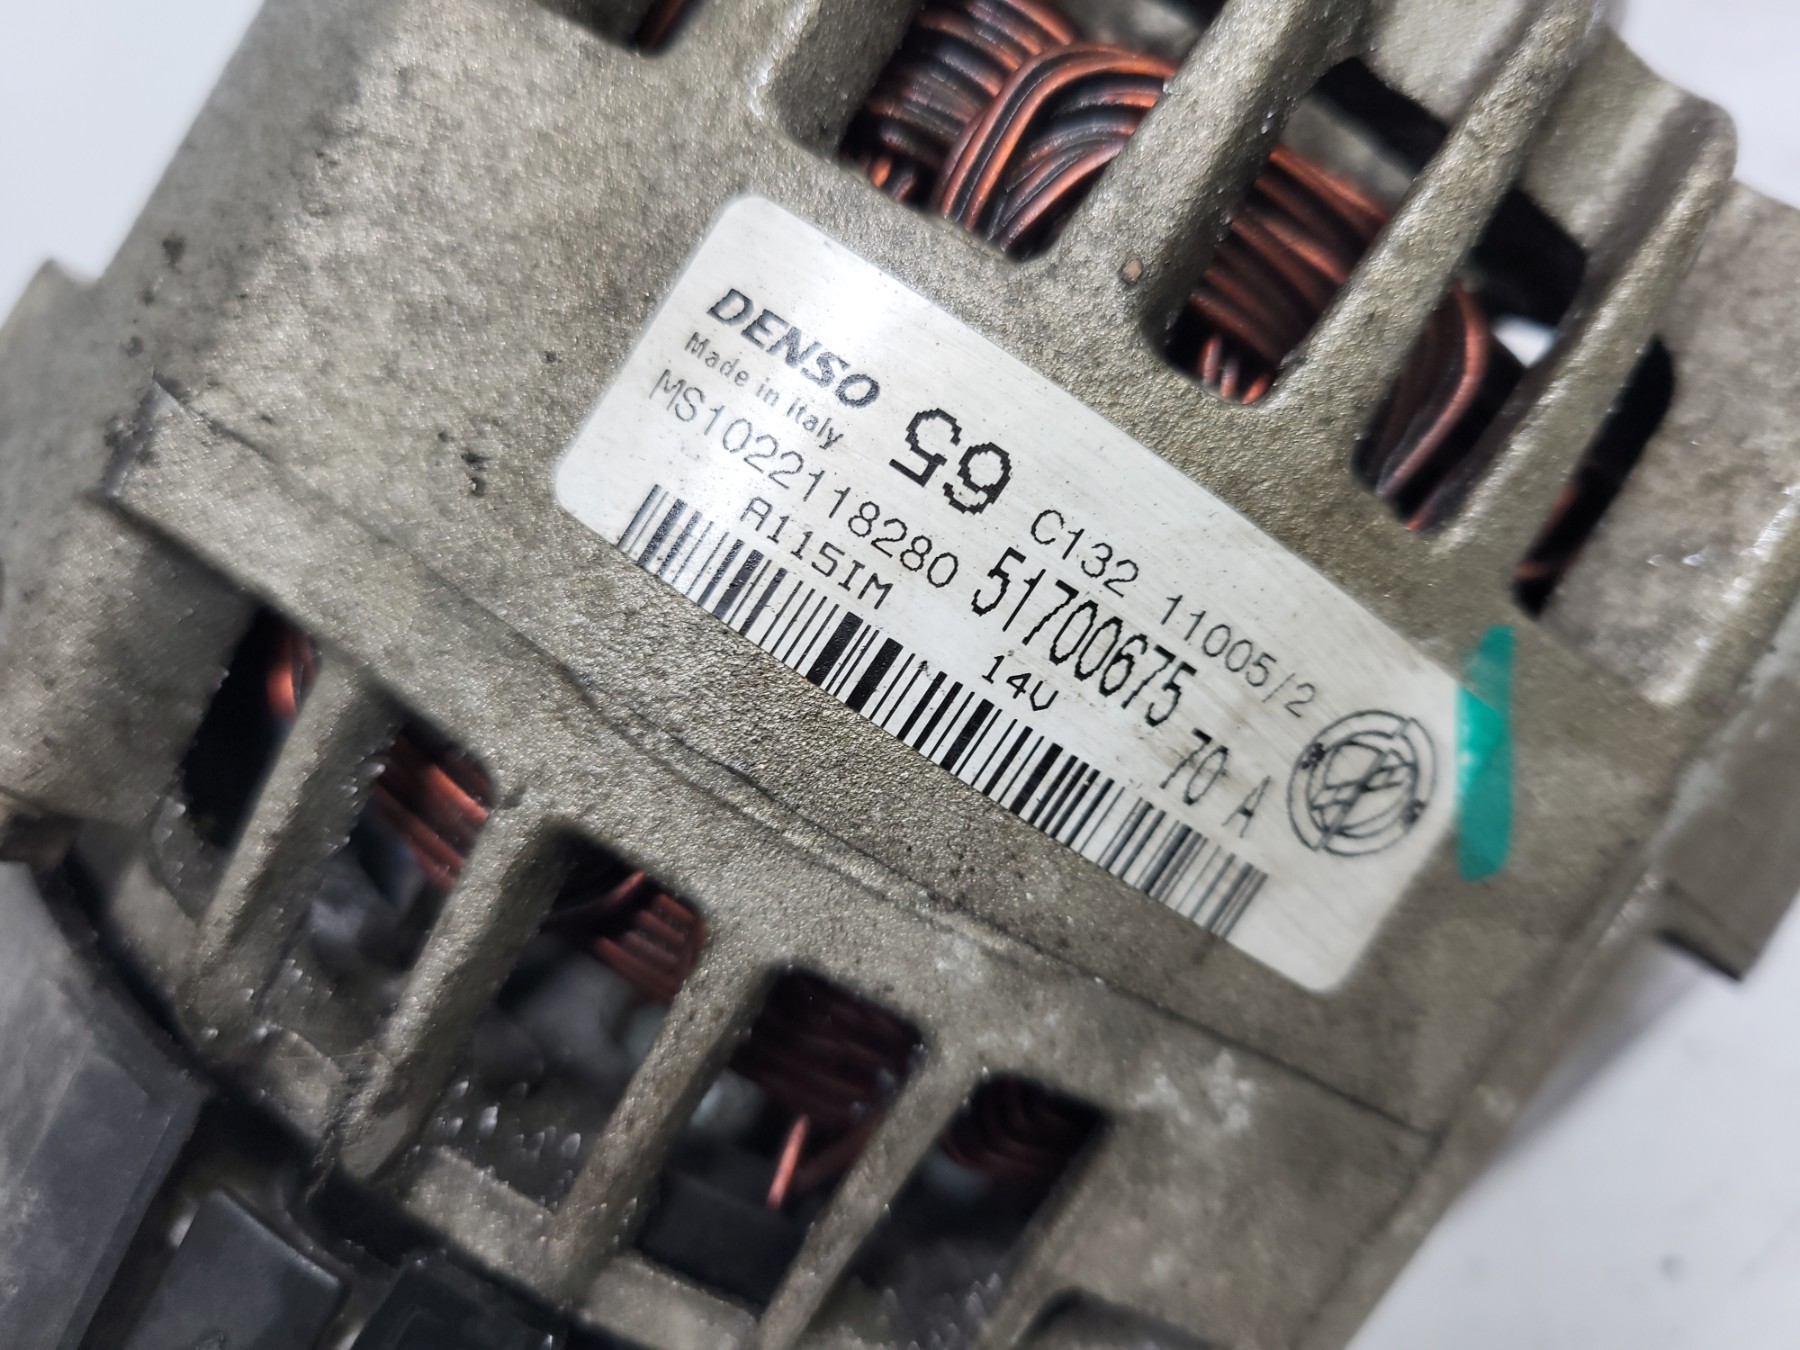 DENSO
Made in Italy
65 C132 11005/2
MS1022118280 51700675 70 A
A115IM 14V